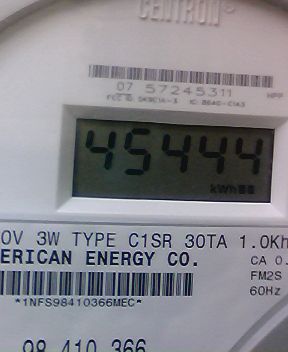 CENTRON
07 57245311
45444
kWh
0V 3W TYPE C1SR 30TA 1.0Kh
ERICAN ENERGY CO.
CA 0.
FM2S
*1NFS98410366MEC*
60Hz
98 410 366